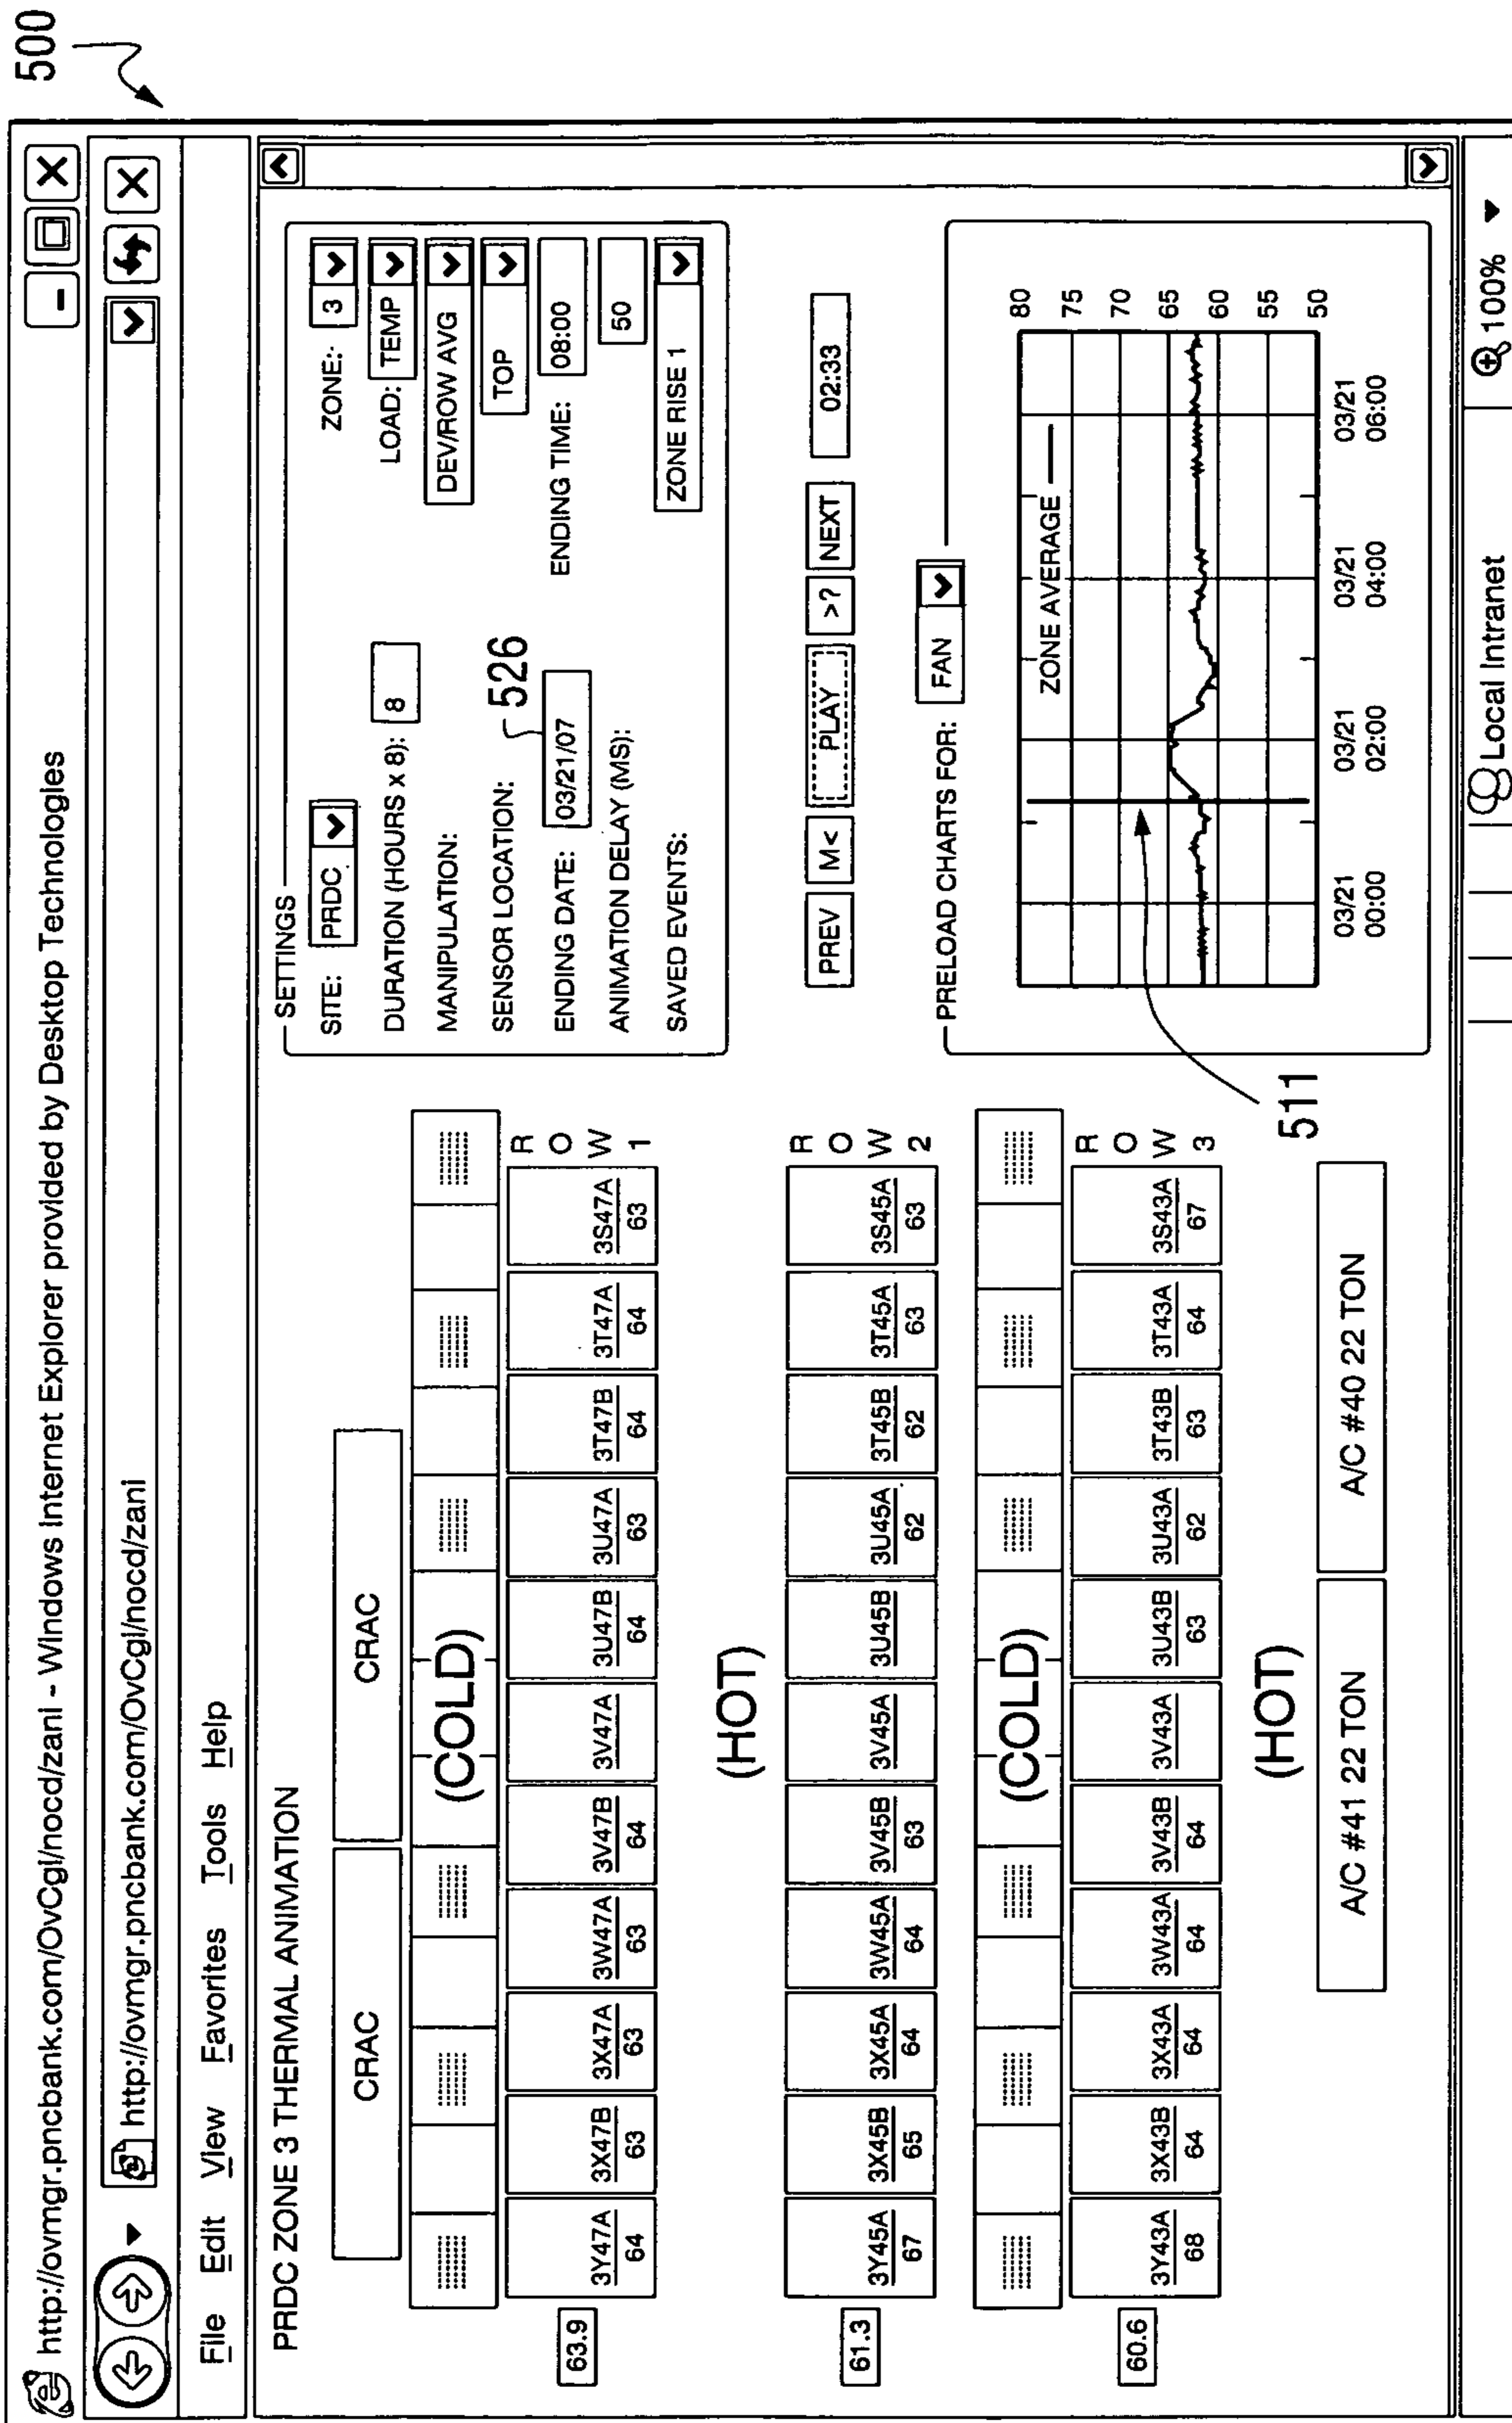 500
http://ovmgr.pncbank.com/OvCgI/nocd/zani - WIndows Internet Explorer provided by Desktop Technologies
http://ovmgr.pncbank.com/OvCgI/nocd/zani
File Edit View Favorites Tools Help
PRDC ZONE 3 THERMAL ANIMATION
CRAC CRAC
(COLD)
63.9
3Y47A 3X47B 3X47A 3W47A 3V47B 3V47A 3U47B 3U47A 3T47B 3T47A 3S47A
64 63 63 63 64 64 63 64 64 63
R O W 1
(HOT)
61.3
3Y45A 3X45B 3X45A 3W45A 3V45B 3V45A 3U45B 3U45A 3T45B 3T45A 3S45A
67 65 64 64 63 62 62 63 63
R O W 2
(COLD)
60.6
3Y43A 3X43B 3X43A 3W43A 3V43B 3V43A 3U43B 3U43A 3T43B 3T43A 3S43A
68 64 64 64 64 63 62 63 64 67
R O W 3
(HOT)
A/C #41 22 TON A/C #40 22 TON
SETTINGS
SITE: PRDC ZONE: 3
DURATION (HOURS x 8): 8 LOAD: TEMP
MANIPULATION: DEV/ROW AVG
SENSOR LOCATION: TOP
526
ENDING DATE: 03/21/07 ENDING TIME: 08:00
ANIMATION DELAY (MS): 50
SAVED EVENTS: ZONE RISE 1
PREV M< PLAY >? NEXT 02:33
PRELOAD CHARTS FOR: FAN
ZONE AVERAGE
80
75
70
65
60
55
50
03/21 03/21 03/21 03/21
00:00 02:00 04:00 06:00
511
Local Intranet 100%